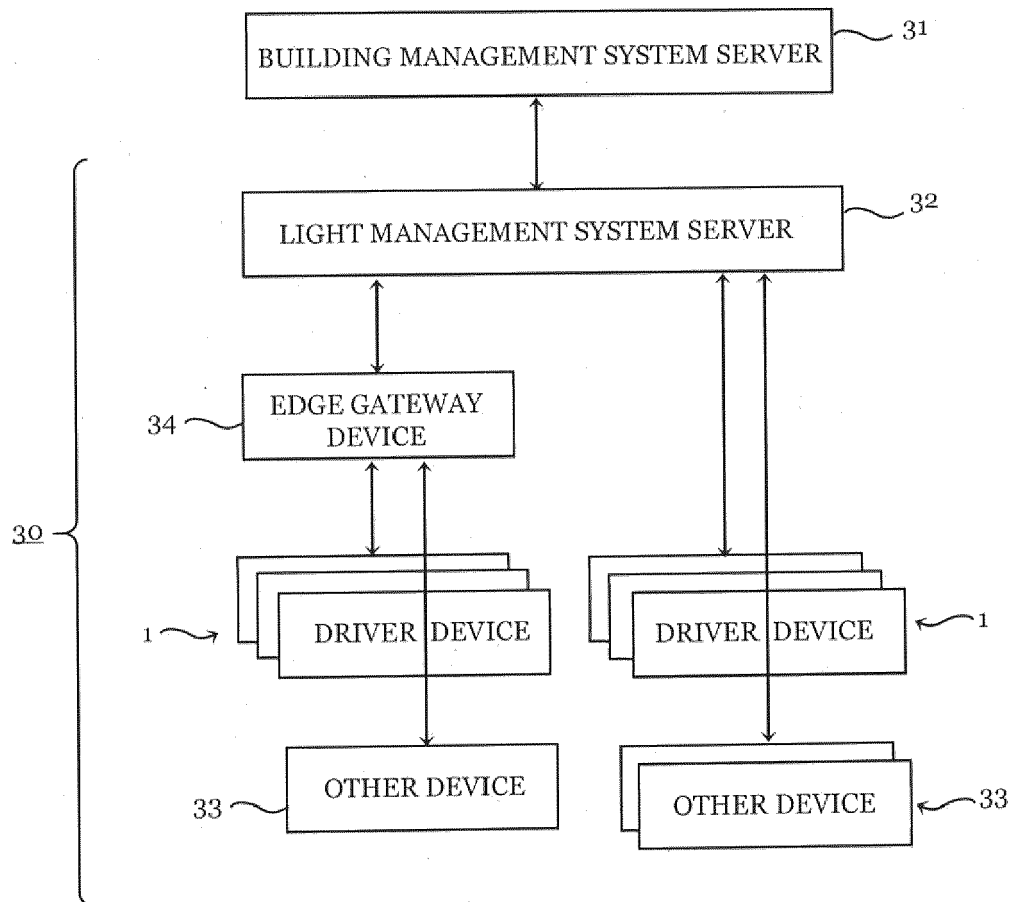 31
BUILDING MANAGEMENT SYSTEM SERVER
32
LIGHT MANAGEMENT SYSTEM SERVER
34
EDGE GATEWAY
DEVICE
30
1
DRIVER DEVICE
DRIVER DEVICE
1
33
OTHER DEVICE
OTHER DEVICE
33